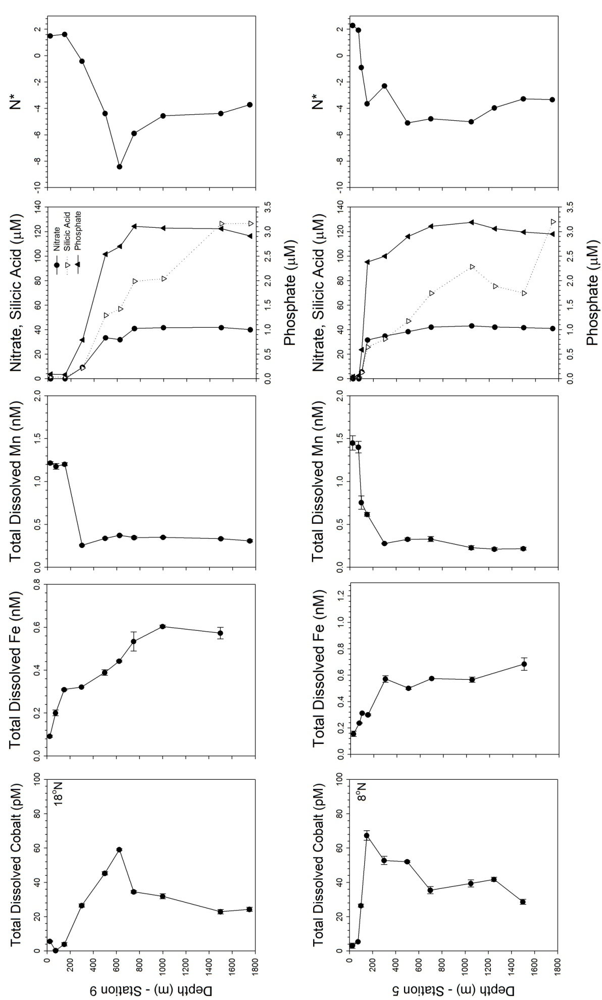 Total Dissolved Cobalt (pM)
0 20 40 60 80 100
Depth (m) - Station 9
0
200
400
600
800
1000
1200
1400
1600
1800
18°N
Total Dissolved Fe (nM)
0.0 0.2 0.4 0.6 0.8
Total Dissolved Mn (nM)
0.0 0.5 1.0 1.5 2.0
Nitrate, Silicic Acid (μM)
0 20 40 60 80 100 120 140
Nitrate
Silicic Acid
Phosphate
0.0 0.5 1.0 1.5 2.0 2.5 3.0 3.5
Phosphate (μM)
N*
-10 -8 -6 -4 -2 0 2
Total Dissolved Cobalt (pM)
0 20 40 60 80 100
Depth (m) - Station 5
0
200
400
600
800
1000
1200
1400
1600
1800
8°N
Total Dissolved Fe (nM)
0.0 0.2 0.4 0.6 0.8 1.0 1.2
Total Dissolved Mn (nM)
0.0 0.5 1.0 1.5 2.0
Nitrate, Silicic Acid (μM)
0 20 40 60 80 100 120 140
0.0 0.5 1.0 1.5 2.0 2.5 3.0 3.5
Phosphate (μM)
N*
-10 -8 -6 -4 -2 0 2